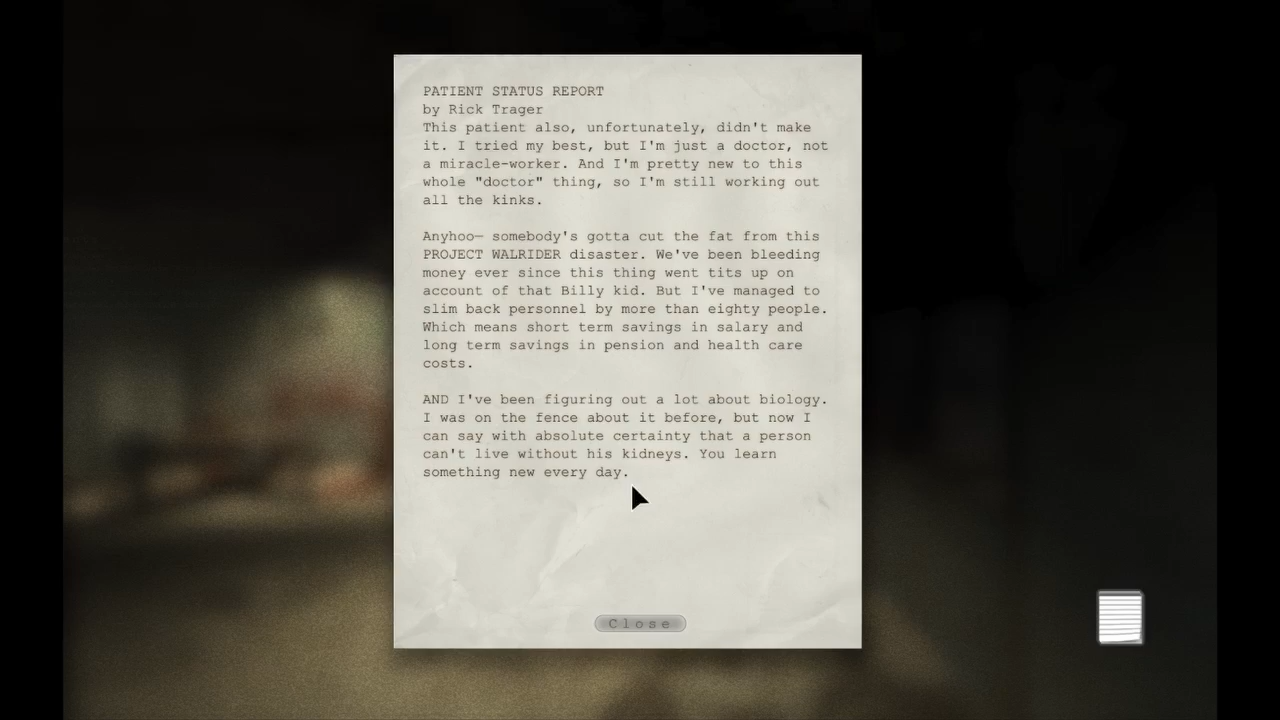 PATIENT STATUS REPORT
by Rick Trager
This patient also, unfortunately, didn't make
it. I tried my best, but I'm just a doctor, not
a miracle-worker. And I'm pretty new to this
whole "doctor" thing, so I'm still working out
all the kinks.
Anyhoo— somebody's gotta cut the fat from this
PROJECT WALRIDER disaster. We've been bleeding
money ever since this thing went tits up on
account of that Billy kid. But I've managed to
slim back personnel by more than eighty people.
Which means short term savings in salary and
long term savings in pension and health care
costs.
AND I've been figuring out a lot about biology.
I was on the fence about it before, but now I
can say with absolute certainty that a person
can't live without his kidneys. You learn
something new every day.
Close